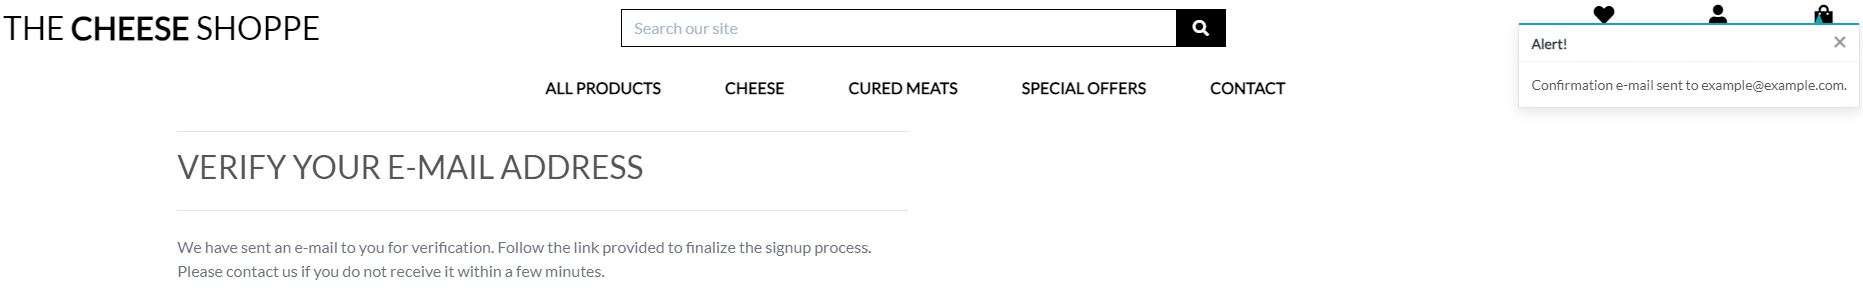 THE CHEESE SHOPPE
Search our site
ALL PRODUCTS CHEESE CURED MEATS SPECIAL OFFERS CONTACT
Alert!
Confirmation e-mail sent to example@example.com.
VERIFY YOUR E-MAIL ADDRESS
We have sent an e-mail to you for verification. Follow the link provided to finalize the signup process.
Please contact us if you do not receive it within a few minutes.